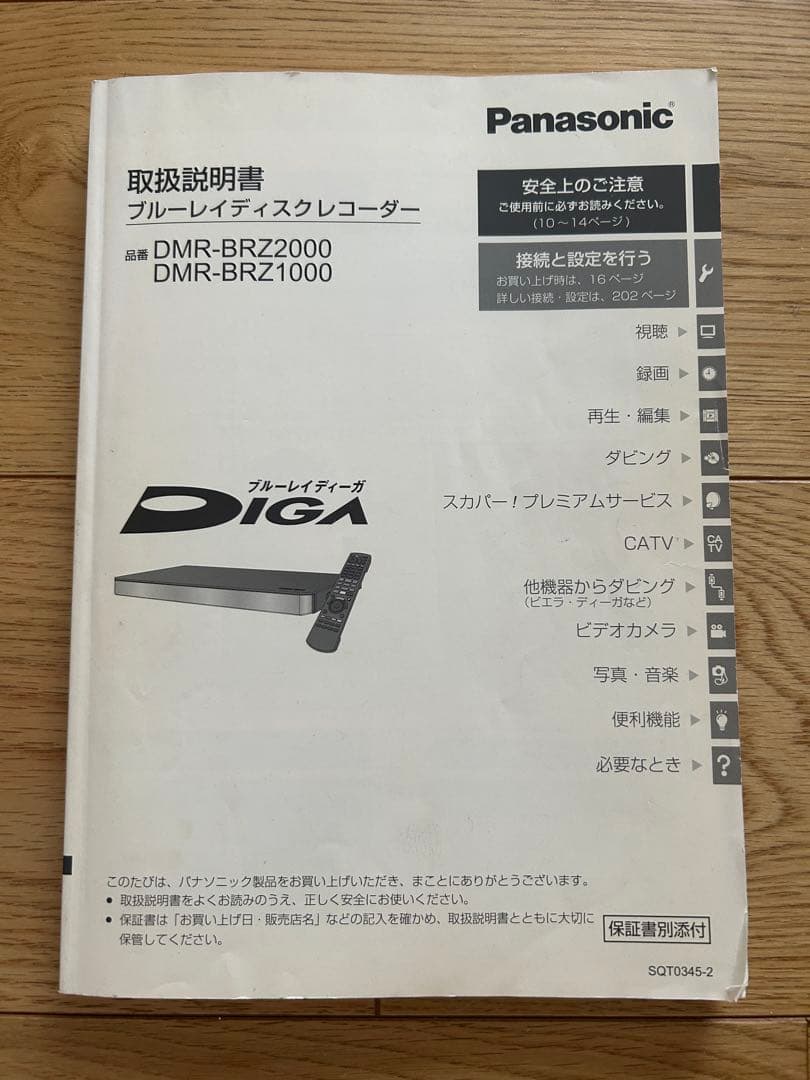 Panasonic®
取扱説明書
ブルーレイディスクレコーダー
品番 DMR-BRZ2000
DMR-BRZ1000
安全上のご注意
ご使用前に必ずお読みください。
(10～14ページ)
接続と設定を行う
お買い上げ時は、16 ページ
詳しい接続・設定は、202 ページ
視聴 ▶
録画 ▶
再生・編集 ▶
ダビング ▶
スカパー！プレミアムサービス ▶
CATV ▶ CA
TV
他機器からダビング ▶
(ビエラ・ディーガなど)
ビデオカメラ ▶
写真・音楽 ▶
便利機能 ▶
必要なとき ▶ ?
ブルーレイディーガ
DIGA
このたびは、パナソニック製品をお買い上げいただき、まことにありがとうございます。
● 取扱説明書をよくお読みのうえ、正しく安全にお使いください。
● 保証書は「お買い上げ日・販売店名」などの記入を確かめ、取扱説明書とともに大切に
保管してください。
保証書別添付
SQT0345-2